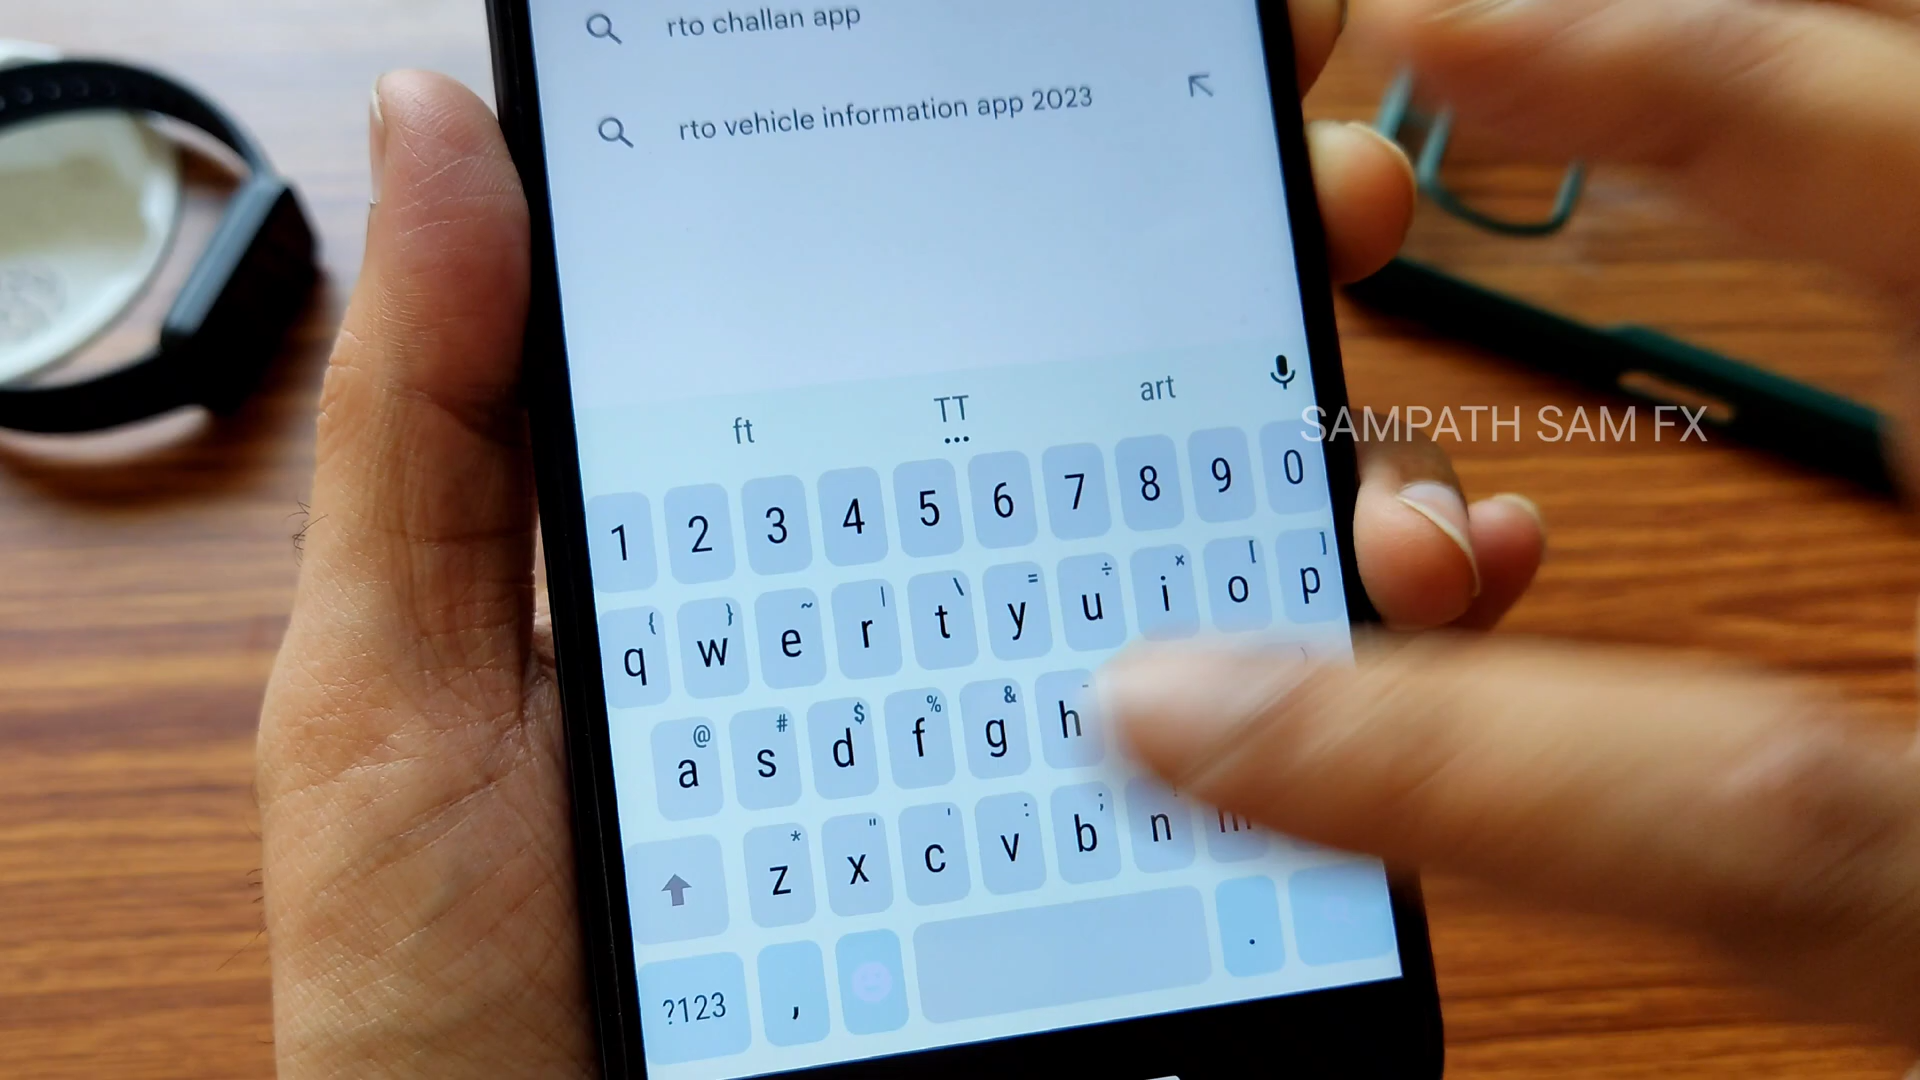 rto challan app
rto vehicle information app 2023
ft TT art
...
SAMPATH SAM FX
1 2 3 4 5 6 7 8 9 0
{ } ~ | \ = ÷ × [ ]
q w e r t y u i o p
@ # $ % & -
a s d f g h
* " ' : ;
z x c v b n m
?123 , .